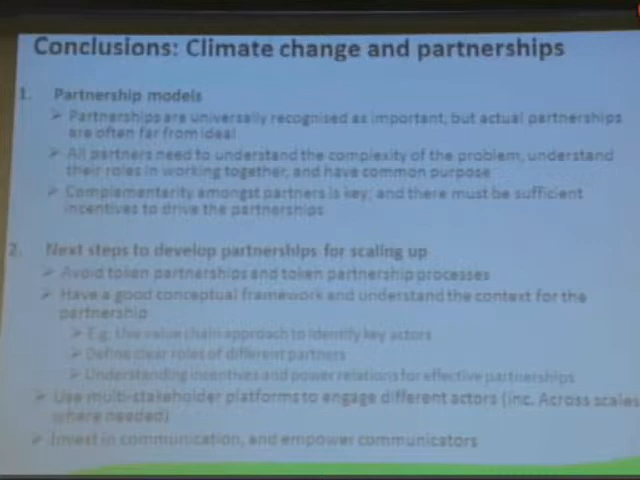 Conclusions: Climate change and partnerships
1. Partnership models
➢ Partnerships are universally recognised as important, but actual partnerships
are often far from ideal
➢ All partners need to understand the complexity of the problem, understand
their roles in working together, and have common purpose
➢ Complementarity amongst partners is key, and there must be sufficient
incentives to drive the partnerships
2. Next steps to develop partnerships for scaling up
➢ Avoid token partnerships and token partnership processes
➢ Have a good conceptual framework and understand the context for the
partnership
➢ E.g. Use value chain approach to identify key actors
➢ Define clear roles of different partners
➢ Understanding incentives and power relations for effective partnerships
➢ Use multi-stakeholder platforms to engage different actors (inc. Across scales
where needed)
➢ Invest in communication, and empower communicators